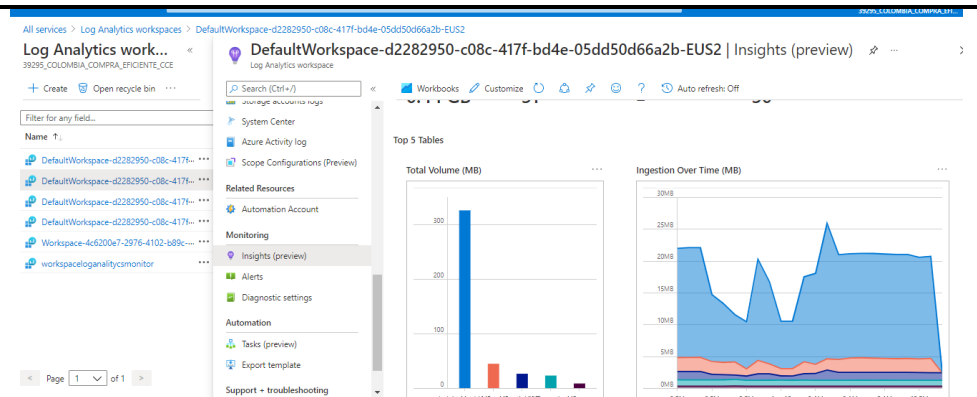 39295_COLOMBIA_COMPRA_EFI...
All services > Log Analytics workspaces > DefaultWorkspace-d2282950-c08c-417f-bd4e-05dd50d66a2b-EUS2
Log Analytics work... «
39295_COLOMBIA_COMPRA_EFICIENTE_CCE
+ Create Open recycle bin ...
Filter for any field...
Name ↑↓
DefaultWorkspace-d2282950-c08c-417f-... ...
DefaultWorkspace-d2282950-c08c-417f-... ...
DefaultWorkspace-d2282950-c08c-417f-... ...
DefaultWorkspace-d2282950-c08c-417f-... ...
Workspace-4c6200e7-2976-4102-b89c-... ...
workspaceloganalitycsmonitor ...
< Page 1 of 1 >
DefaultWorkspace-d2282950-c08c-417f-bd4e-05dd50d66a2b-EUS2 | Insights (preview) ...
Log Analytics workspace
Search (Ctrl+/) «
Storage accounts logs
System Center
Azure Activity log
Scope Configurations (Preview)
Related Resources
Automation Account
Monitoring
Insights (preview)
Alerts
Diagnostic settings
Automation
Tasks (preview)
Export template
Support + troubleshooting
Workbooks Customize ? Auto refresh: Off
Top 5 Tables
Total Volume (MB) ...
300
200
100
0
Ingestion Over Time (MB) ...
30MB
20MB
15MB
10MB
5MB
0MB